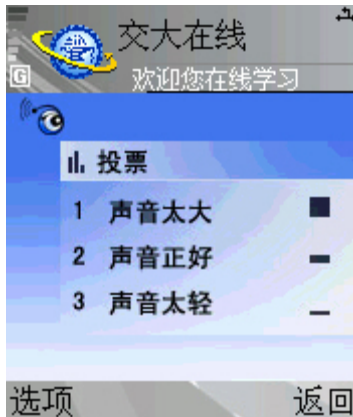 交大在线
G
欢迎您在线学习
投票
1 声音太大
2 声音正好
3 声音太轻
选项 返回